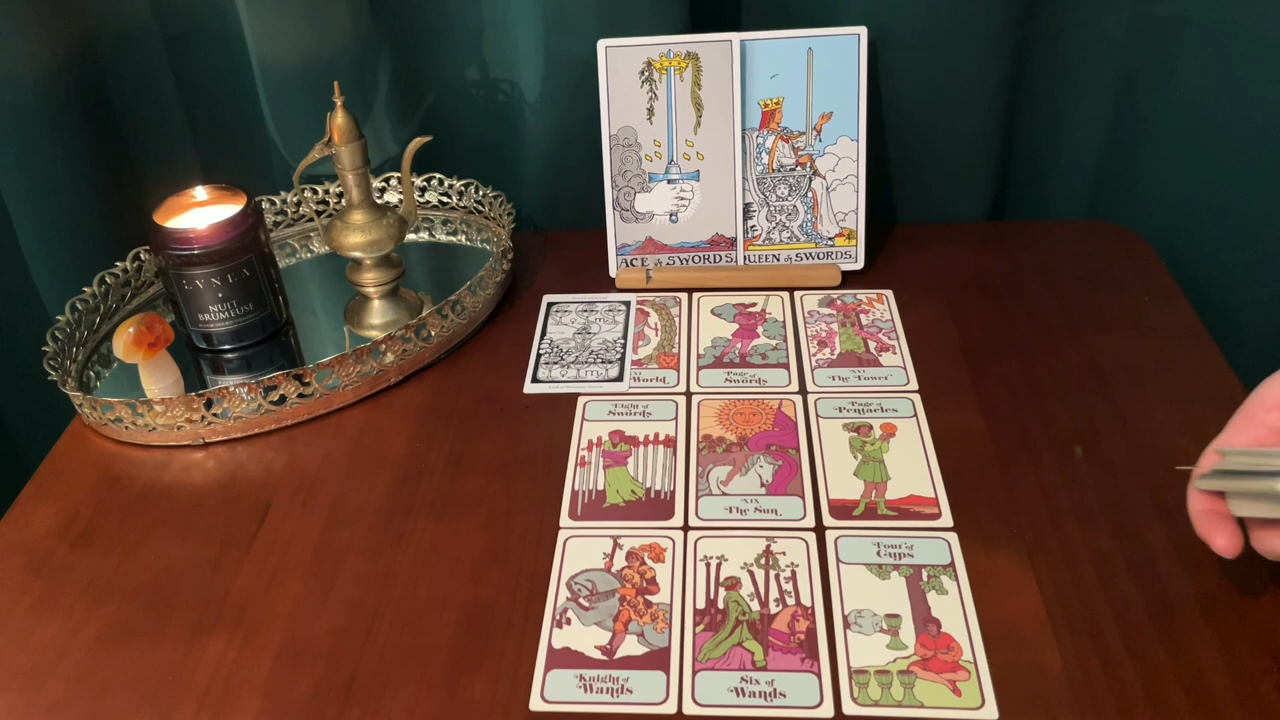 ACE of SWORDS.
QUEEN of SWORDS.
LVNEA
NUIT
BRUMEUSE
World
Page of
Swords
XVI
The Tower
Eight of
Swords
XIX
The Sun
Page of
Pentacles
Knight of
Wands
Six of
Wands
Four of
Cups